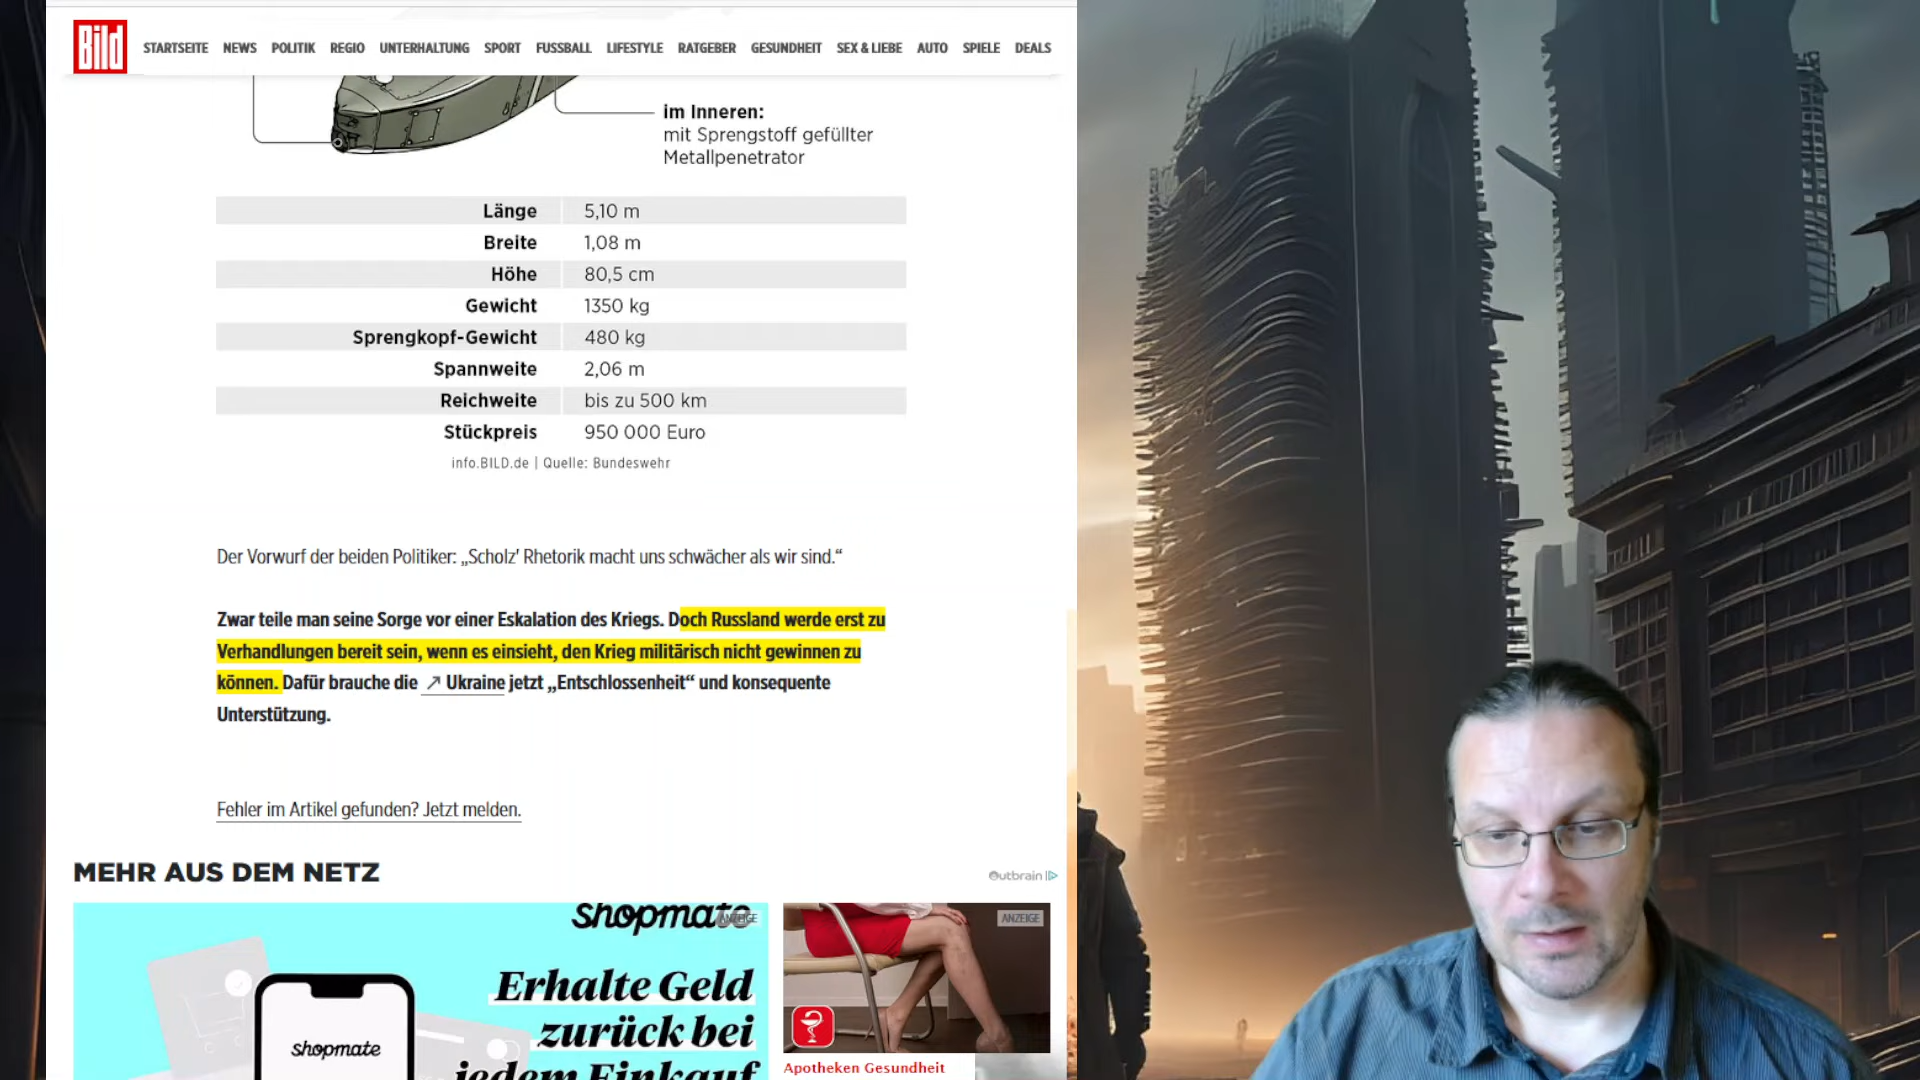 Bild STARTSEITE NEWS POLITIK REGIO UNTERHALTUNG SPORT FUSSBALL LIFESTYLE RATGEBER GESUNDHEIT SEX & LIEBE AUTO SPIELE DEALS
im Inneren:
mit Sprengstoff gefüllter
Metallpenetrator
Länge 5,10 m
Breite 1,08 m
Höhe 80,5 cm
Gewicht 1350 kg
Sprengkopf-Gewicht 480 kg
Spannweite 2,06 m
Reichweite bis zu 500 km
Stückpreis 950 000 Euro
info.BILD.de | Quelle: Bundeswehr
Der Vorwurf der beiden Politiker: „Scholz' Rhetorik macht uns schwächer als wir sind.“
Zwar teile man seine Sorge vor einer Eskalation des Kriegs. Doch Russland werde erst zu
Verhandlungen bereit sein, wenn es einsieht, den Krieg militärisch nicht gewinnen zu
können. Dafür brauche die ↗ Ukraine jetzt „Entschlossenheit“ und konsequente
Unterstützung.
Fehler im Artikel gefunden? Jetzt melden.
MEHR AUS DEM NETZ
Outbrain
shopmate ANZEIGE
Erhalte Geld
zurück bei
jedem Einkauf
shopmate
ANZEIGE
Apotheken Gesundheit